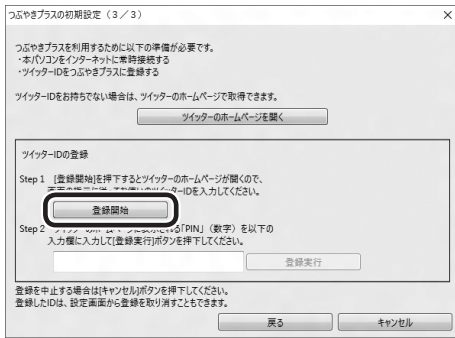 つぶやきプラスの初期設定(3/3)
つぶやきプラスを利用するために以下の準備が必要です。
・本パソコンをインターネットに常時接続する
・ツイッターIDをつぶやきプラスに登録する
ツイッターIDをお持ちでない場合は、ツイッターのホームページで取得できます。
ツイッターのホームページを開く
ツイッターIDの登録
Step 1 [登録開始]を押下するとツイッターのホームページが開くので、
ツイッターIDを入力してください。
登録開始
Step 2 に表示される「PIN」(数字)を以下の
入力欄に入力して[登録実行]ボタンを押下してください。
登録実行
登録を中止する場合は[キャンセル]ボタンを押下してください。
登録したIDは、設定画面から登録を取り消すこともできます。
戻る
キャンセル